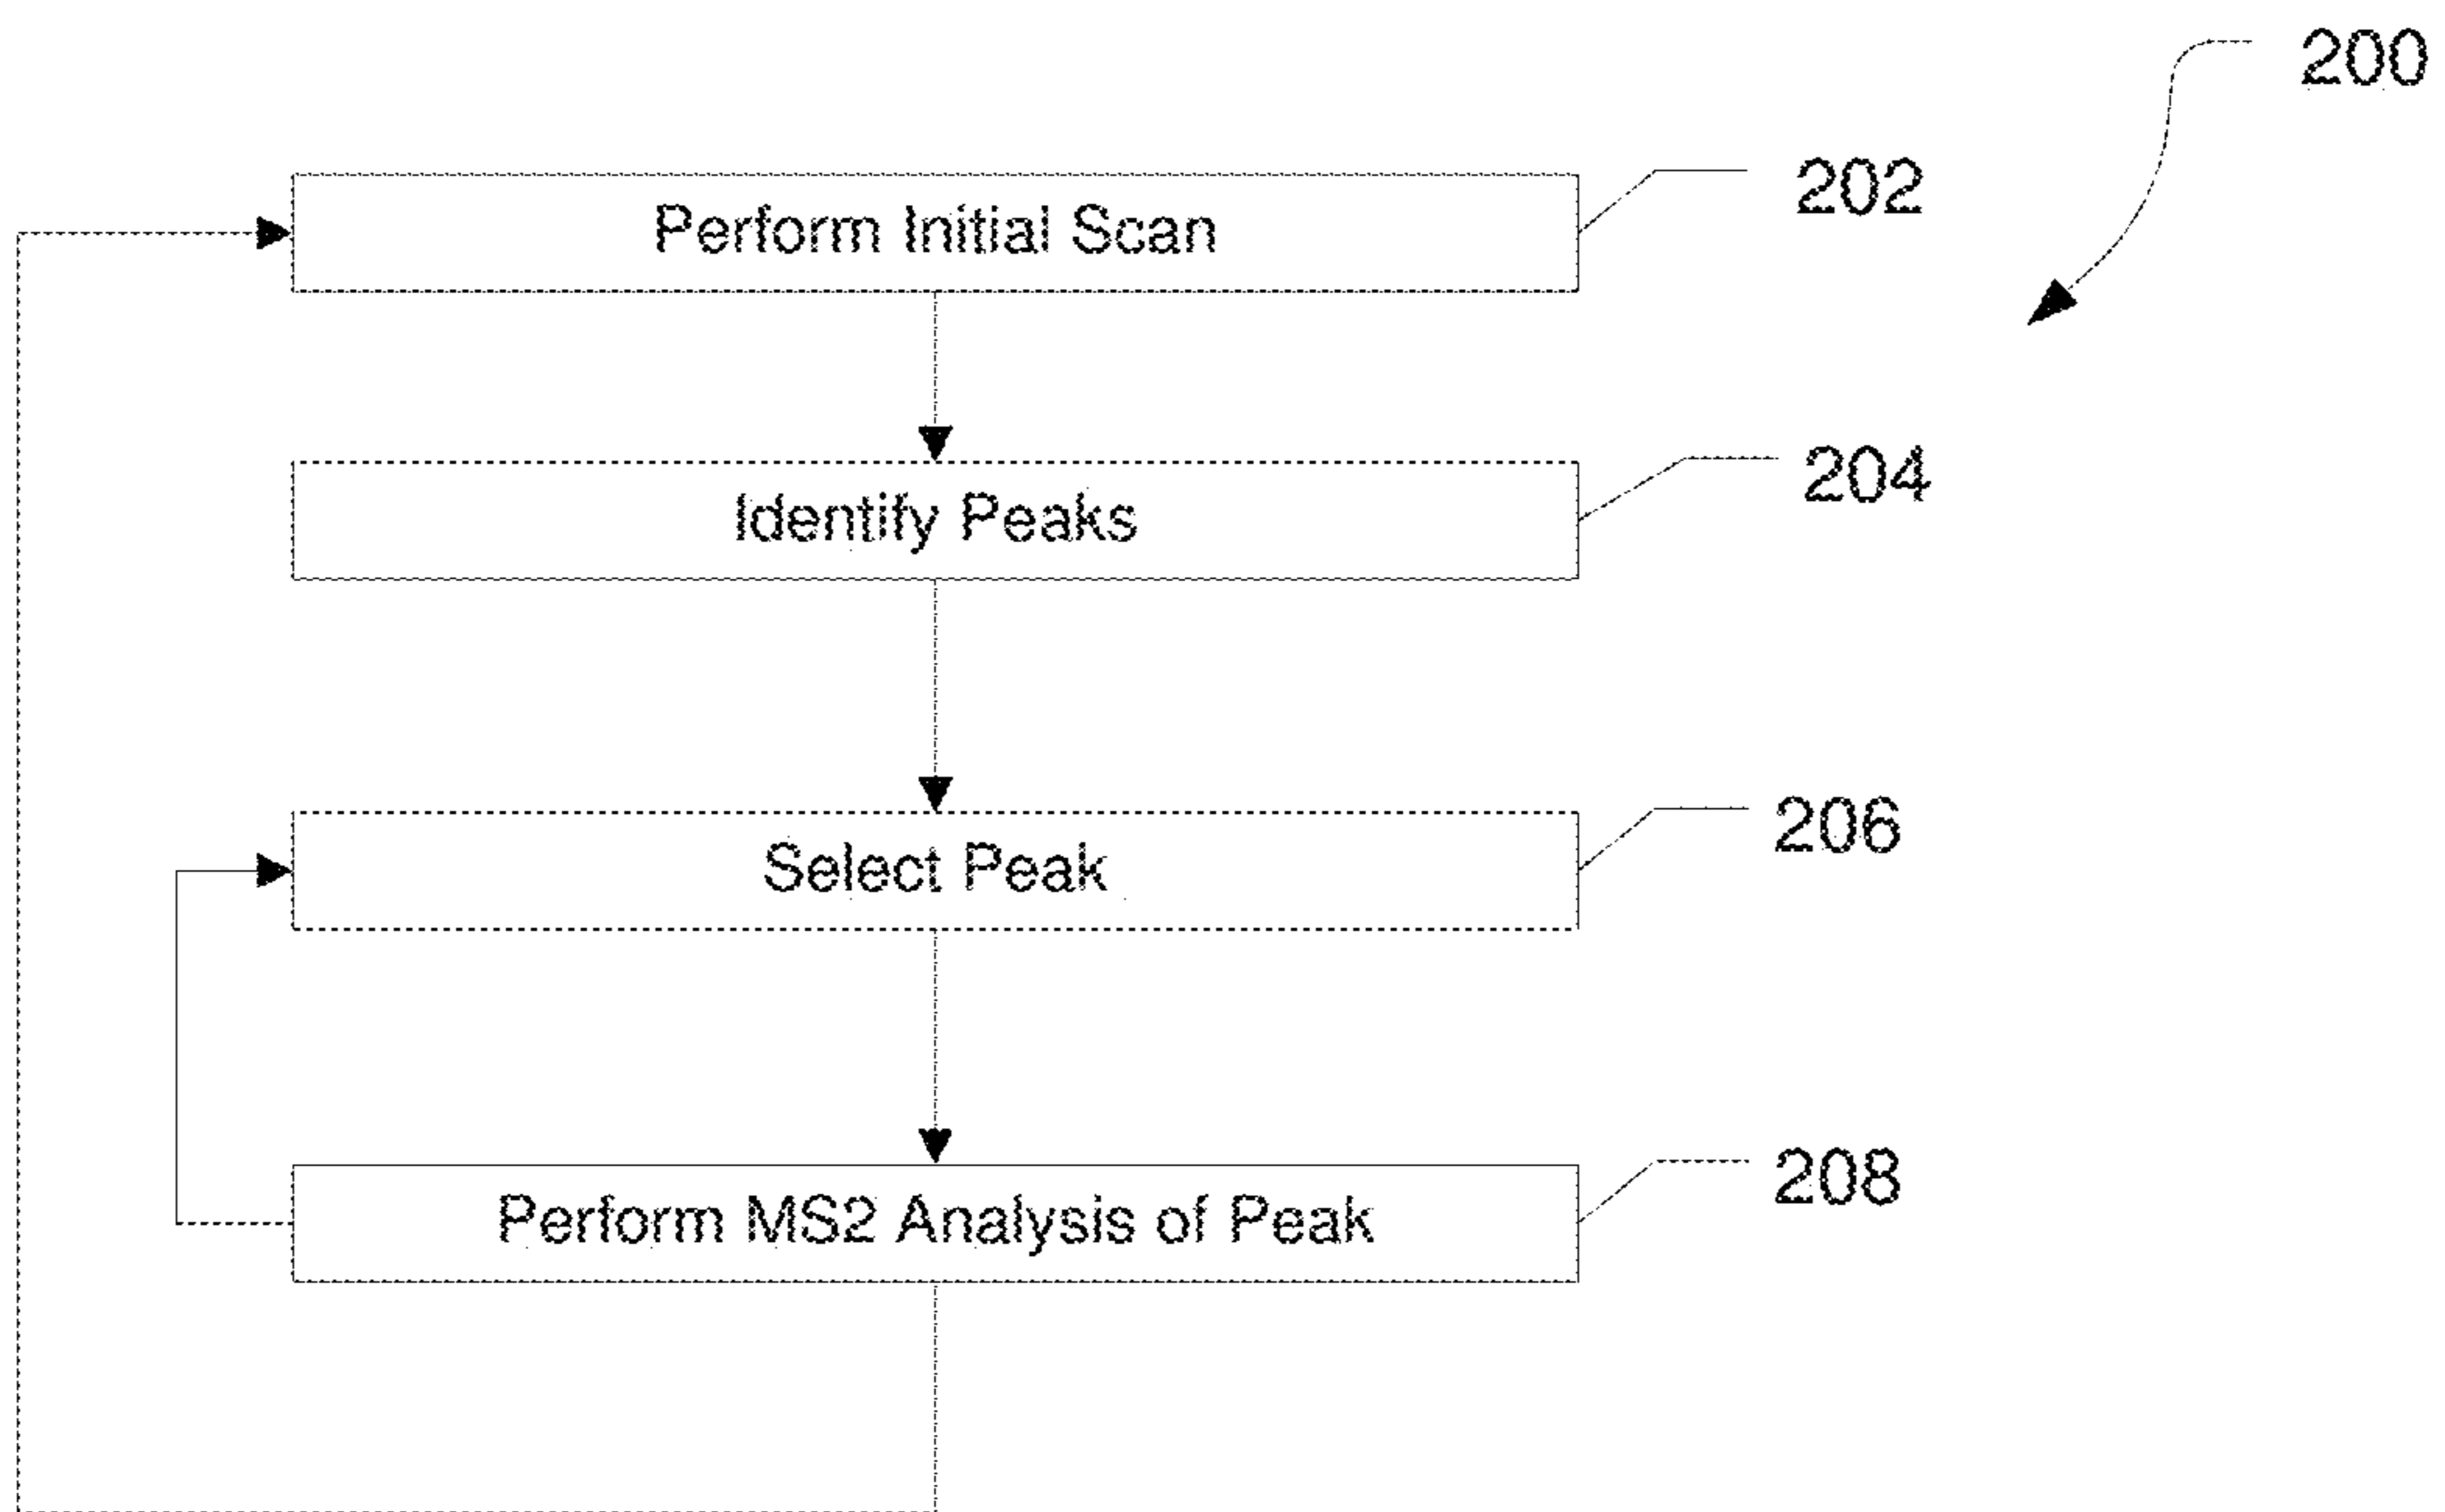 200
202
Perform Initial Scan
204
Identify Peaks
206
Select Peak
208
Perform MS2 Analysis of Peak